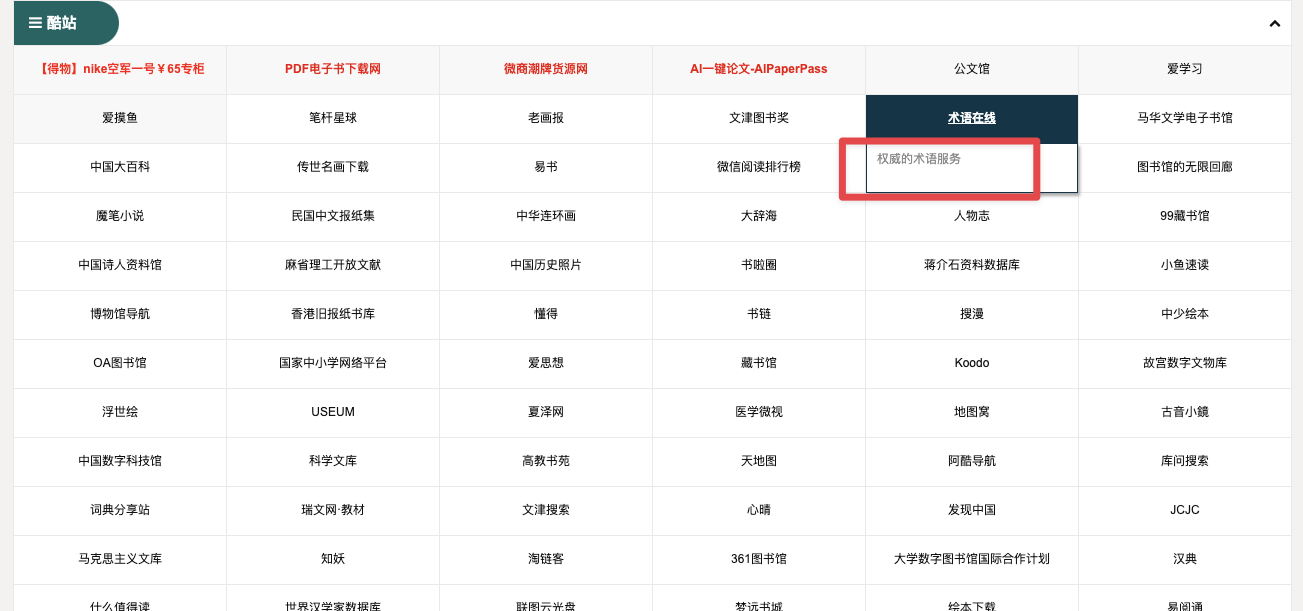 酷站
【得物】nike空军一号￥65专柜 PDF电子书下载网 微商潮牌货源网 AI一键论文-AIPaperPass 公文馆 爱学习
爱摸鱼 笔杆星球 老画报 文津图书奖 术语在线 马华文学电子书馆
中国大百科 传世名画下载 易书 微信阅读排行榜 权威的术语服务 图书馆的无限回廊
魔笔小说 民国中文报纸集 中华连环画 大辞海 人物志 99藏书馆
中国诗人资料馆 麻省理工开放文献 中国历史照片 书啦圈 蒋介石资料数据库 小鱼速读
博物馆导航 香港旧报纸书库 懂得 书链 搜漫 中少绘本
OA图书馆 国家中小学网络平台 爱思想 藏书馆 Koodo 故宫数字文物库
浮世绘 USEUM 夏泽网 医学微视 地图窝 古音小鏡
中国数字科技馆 科学文库 高教书苑 天地图 阿酷导航 库问搜索
词典分享站 瑞文网·教材 文津搜索 心晴 发现中国 JCJC
马克思主义文库 知妖 淘链客 361图书馆 大学数字图书馆国际合作计划 汉典
什么值得读 世界汉学家数据库 联图云光盘 梦远书城 绘本下载 易阅通